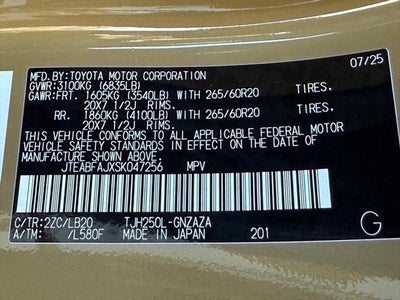 07/25
MFD.BY:TOYOTA MOTOR CORPORATION
GVWR:3100KG (6835LB)
GAWR:FRT. 1605KG (3540LB) WITH 265/60R20 TIRES.
20X7 1/2J RIMS.
RR. 1860KG (4100LB) WITH 265/60R20 TIRES.
20X7 1/2J RIMS.
THIS VEHICLE CONFORMS TO ALL APPLICABLE FEDERAL MOTOR
VEHICLE SAFETY STANDARDS IN EFFECT ON THE DATE OF
MANUFACTURE SHOWN ABOVE.
JTEABFAJXSK047256 MPV
C/TR:2ZC/LB20 TJH250L-GNZAZA
A/TM: /L580F MADE IN JAPAN 201
G